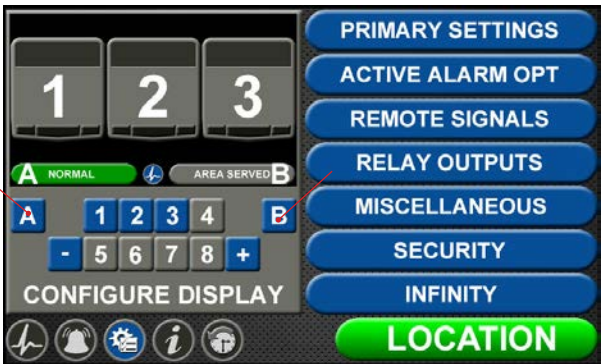 1 2 3
A NORMAL AREA SERVED B
A 1 2 3 4 B
- 5 6 7 8 +
CONFIGURE DISPLAY
i
PRIMARY SETTINGS
ACTIVE ALARM OPT
REMOTE SIGNALS
RELAY OUTPUTS
MISCELLANEOUS
SECURITY
INFINITY
LOCATION